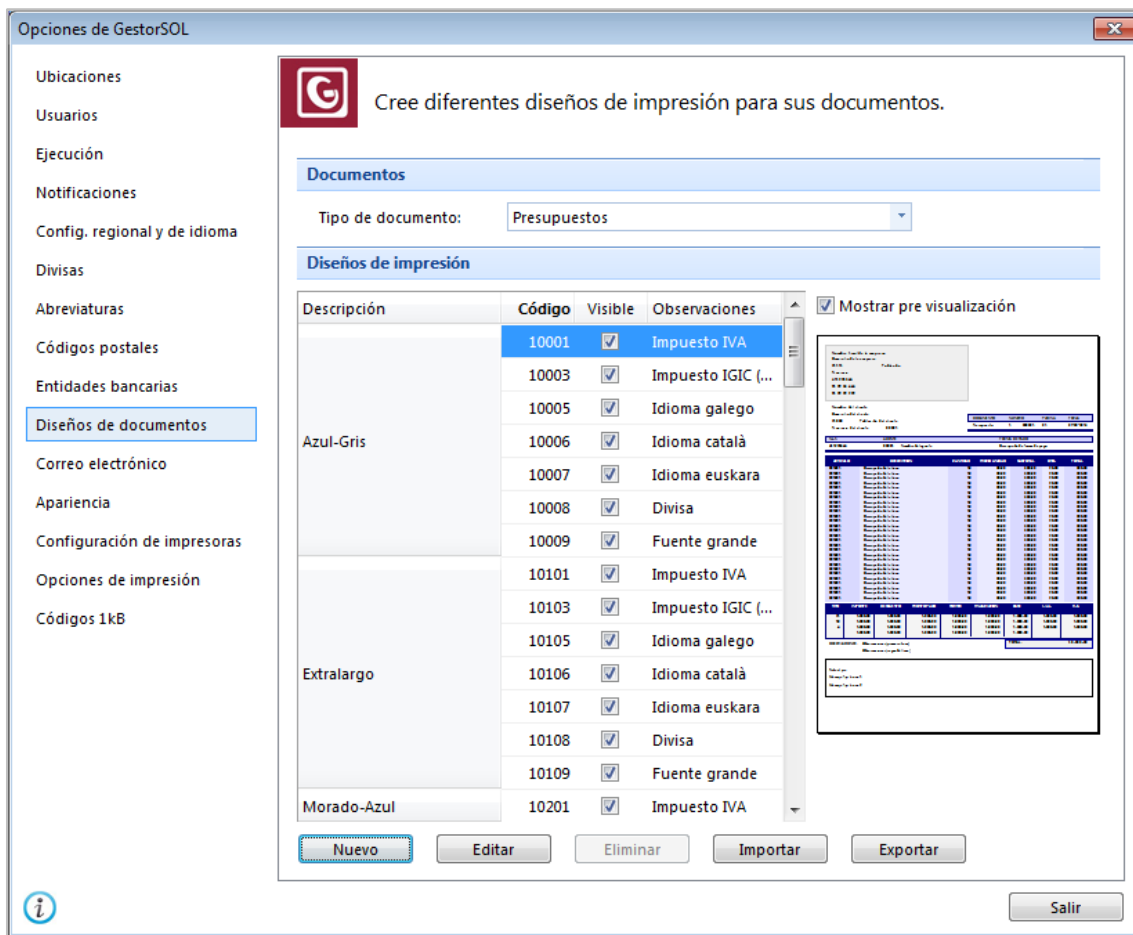 Opciones de GestorSOL
Ubicaciones
Usuarios
Ejecución
Notificaciones
Config. regional y de idioma
Divisas
Abreviaturas
Códigos postales
Entidades bancarias
Diseños de documentos
Correo electrónico
Apariencia
Configuración de impresoras
Opciones de impresión
Códigos 1kB
G
Cree diferentes diseños de impresión para sus documentos.
Documentos
Tipo de documento: Presupuestos
Diseños de impresión
Descripción Código Visible Observaciones
Mostrar pre visualización
10001 Impuesto IVA
10003 Impuesto IGIC (...
10005 Idioma galego
Azul-Gris 10006 Idioma català
10007 Idioma euskara
10008 Divisa
10009 Fuente grande
10101 Impuesto IVA
10103 Impuesto IGIC (...
10105 Idioma galego
Extralargo 10106 Idioma català
10107 Idioma euskara
10108 Divisa
10109 Fuente grande
Morado-Azul 10201 Impuesto IVA
Nuevo Editar Eliminar Importar Exportar
i
Salir